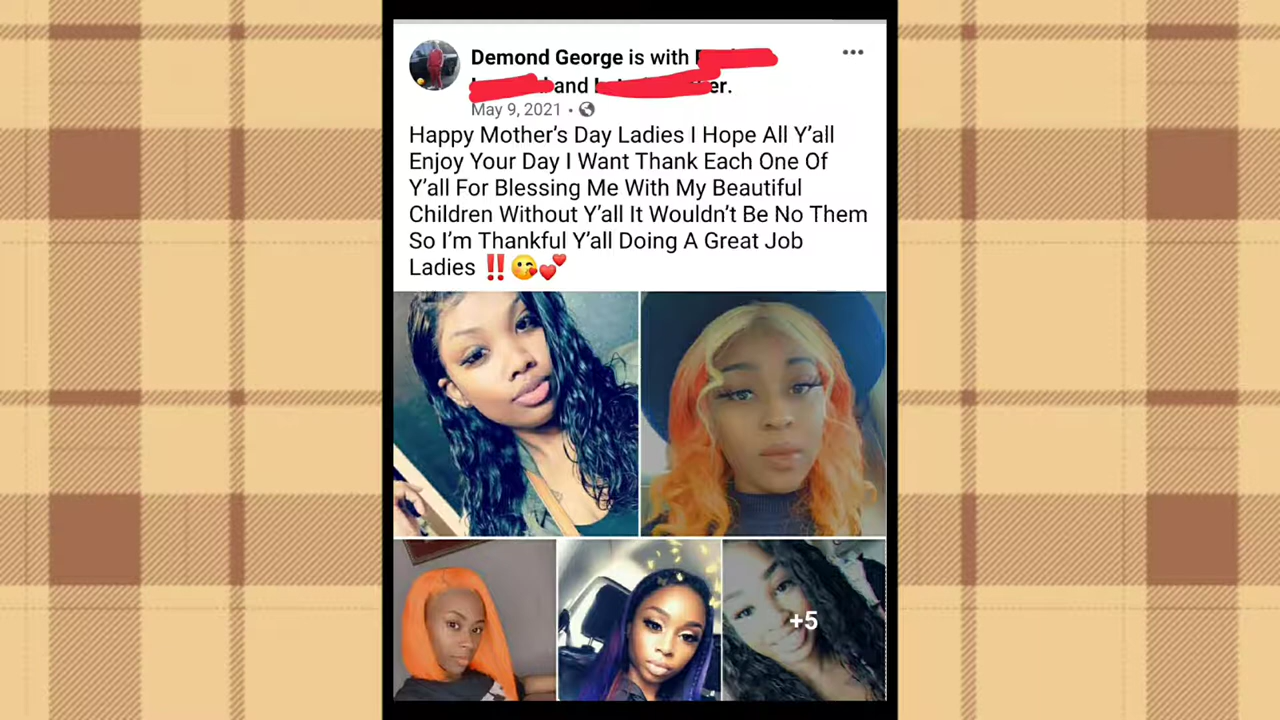 Demond George is with
and er.
May 9, 2021 •
Happy Mother's Day Ladies I Hope All Y'all
Enjoy Your Day I Want Thank Each One Of
Y'all For Blessing Me With My Beautiful
Children Without Y'all It Wouldn't Be No Them
So I'm Thankful Y'all Doing A Great Job
Ladies ‼️😘💕
+5